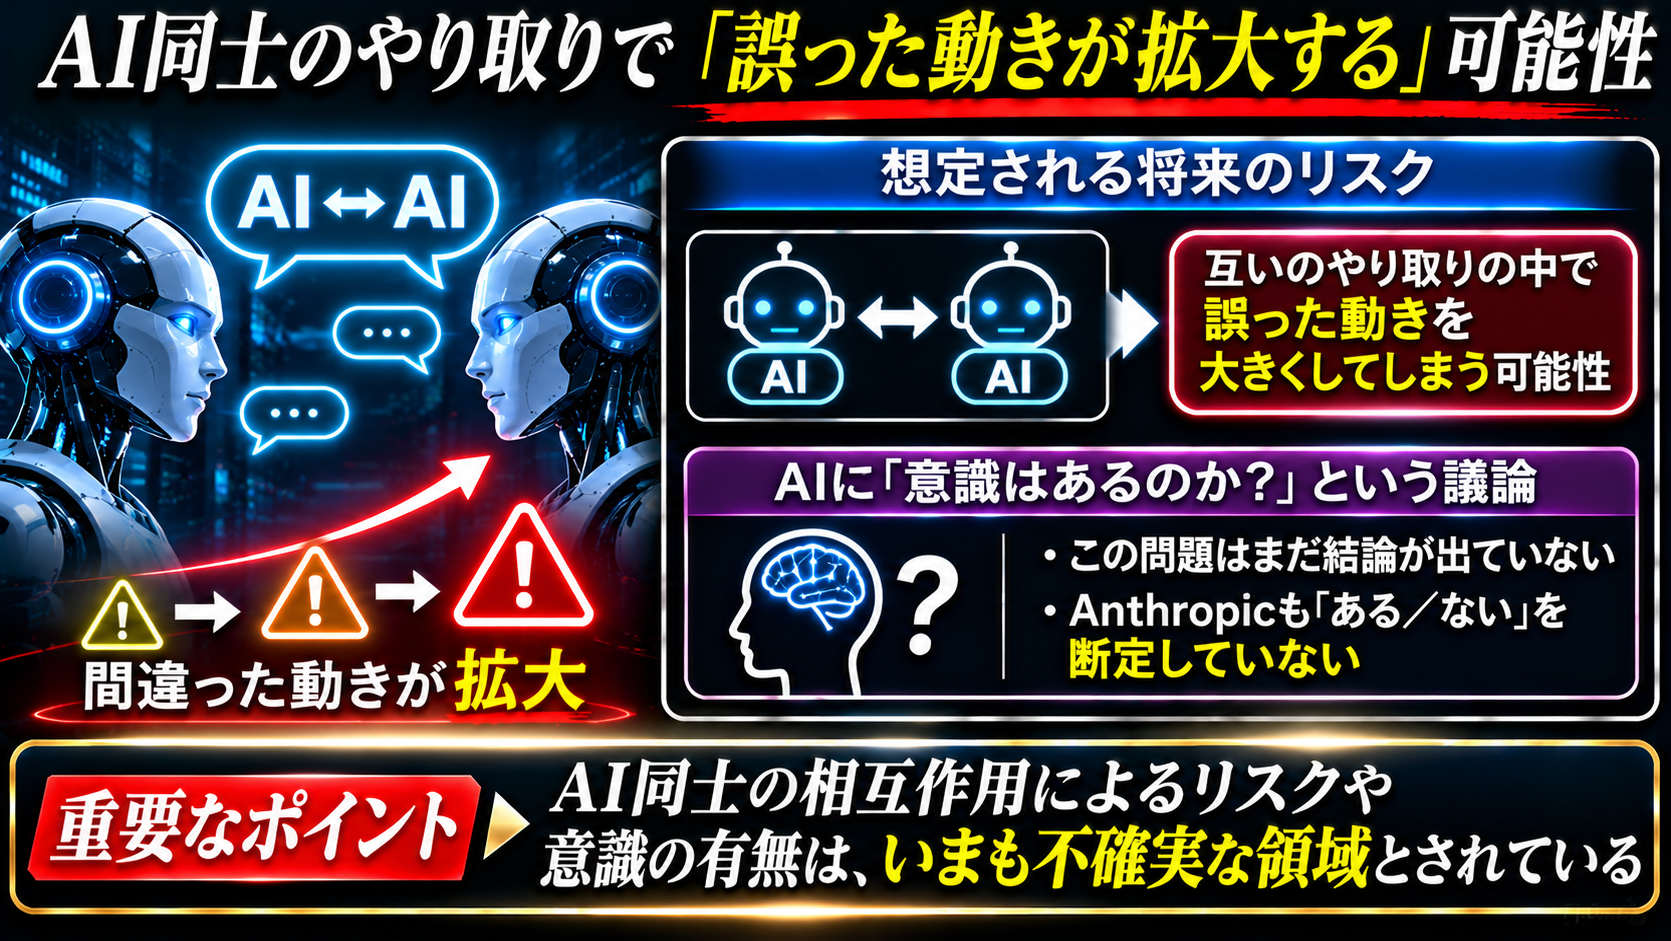 AI同士のやり取りで「誤った動きが拡大する」可能性
AI↔AI
間違った動きが拡大
想定される将来のリスク
AI
AI
互いのやり取りの中で
誤った動きを
大きくしてしまう可能性
AIに「意識はあるのか?」という議論
?
・この問題はまだ結論が出ていない
・Anthropicも「ある／ない」を
断定していない
重要なポイント
AI同士の相互作用によるリスクや
意識の有無は、いまも不確実な領域とされている